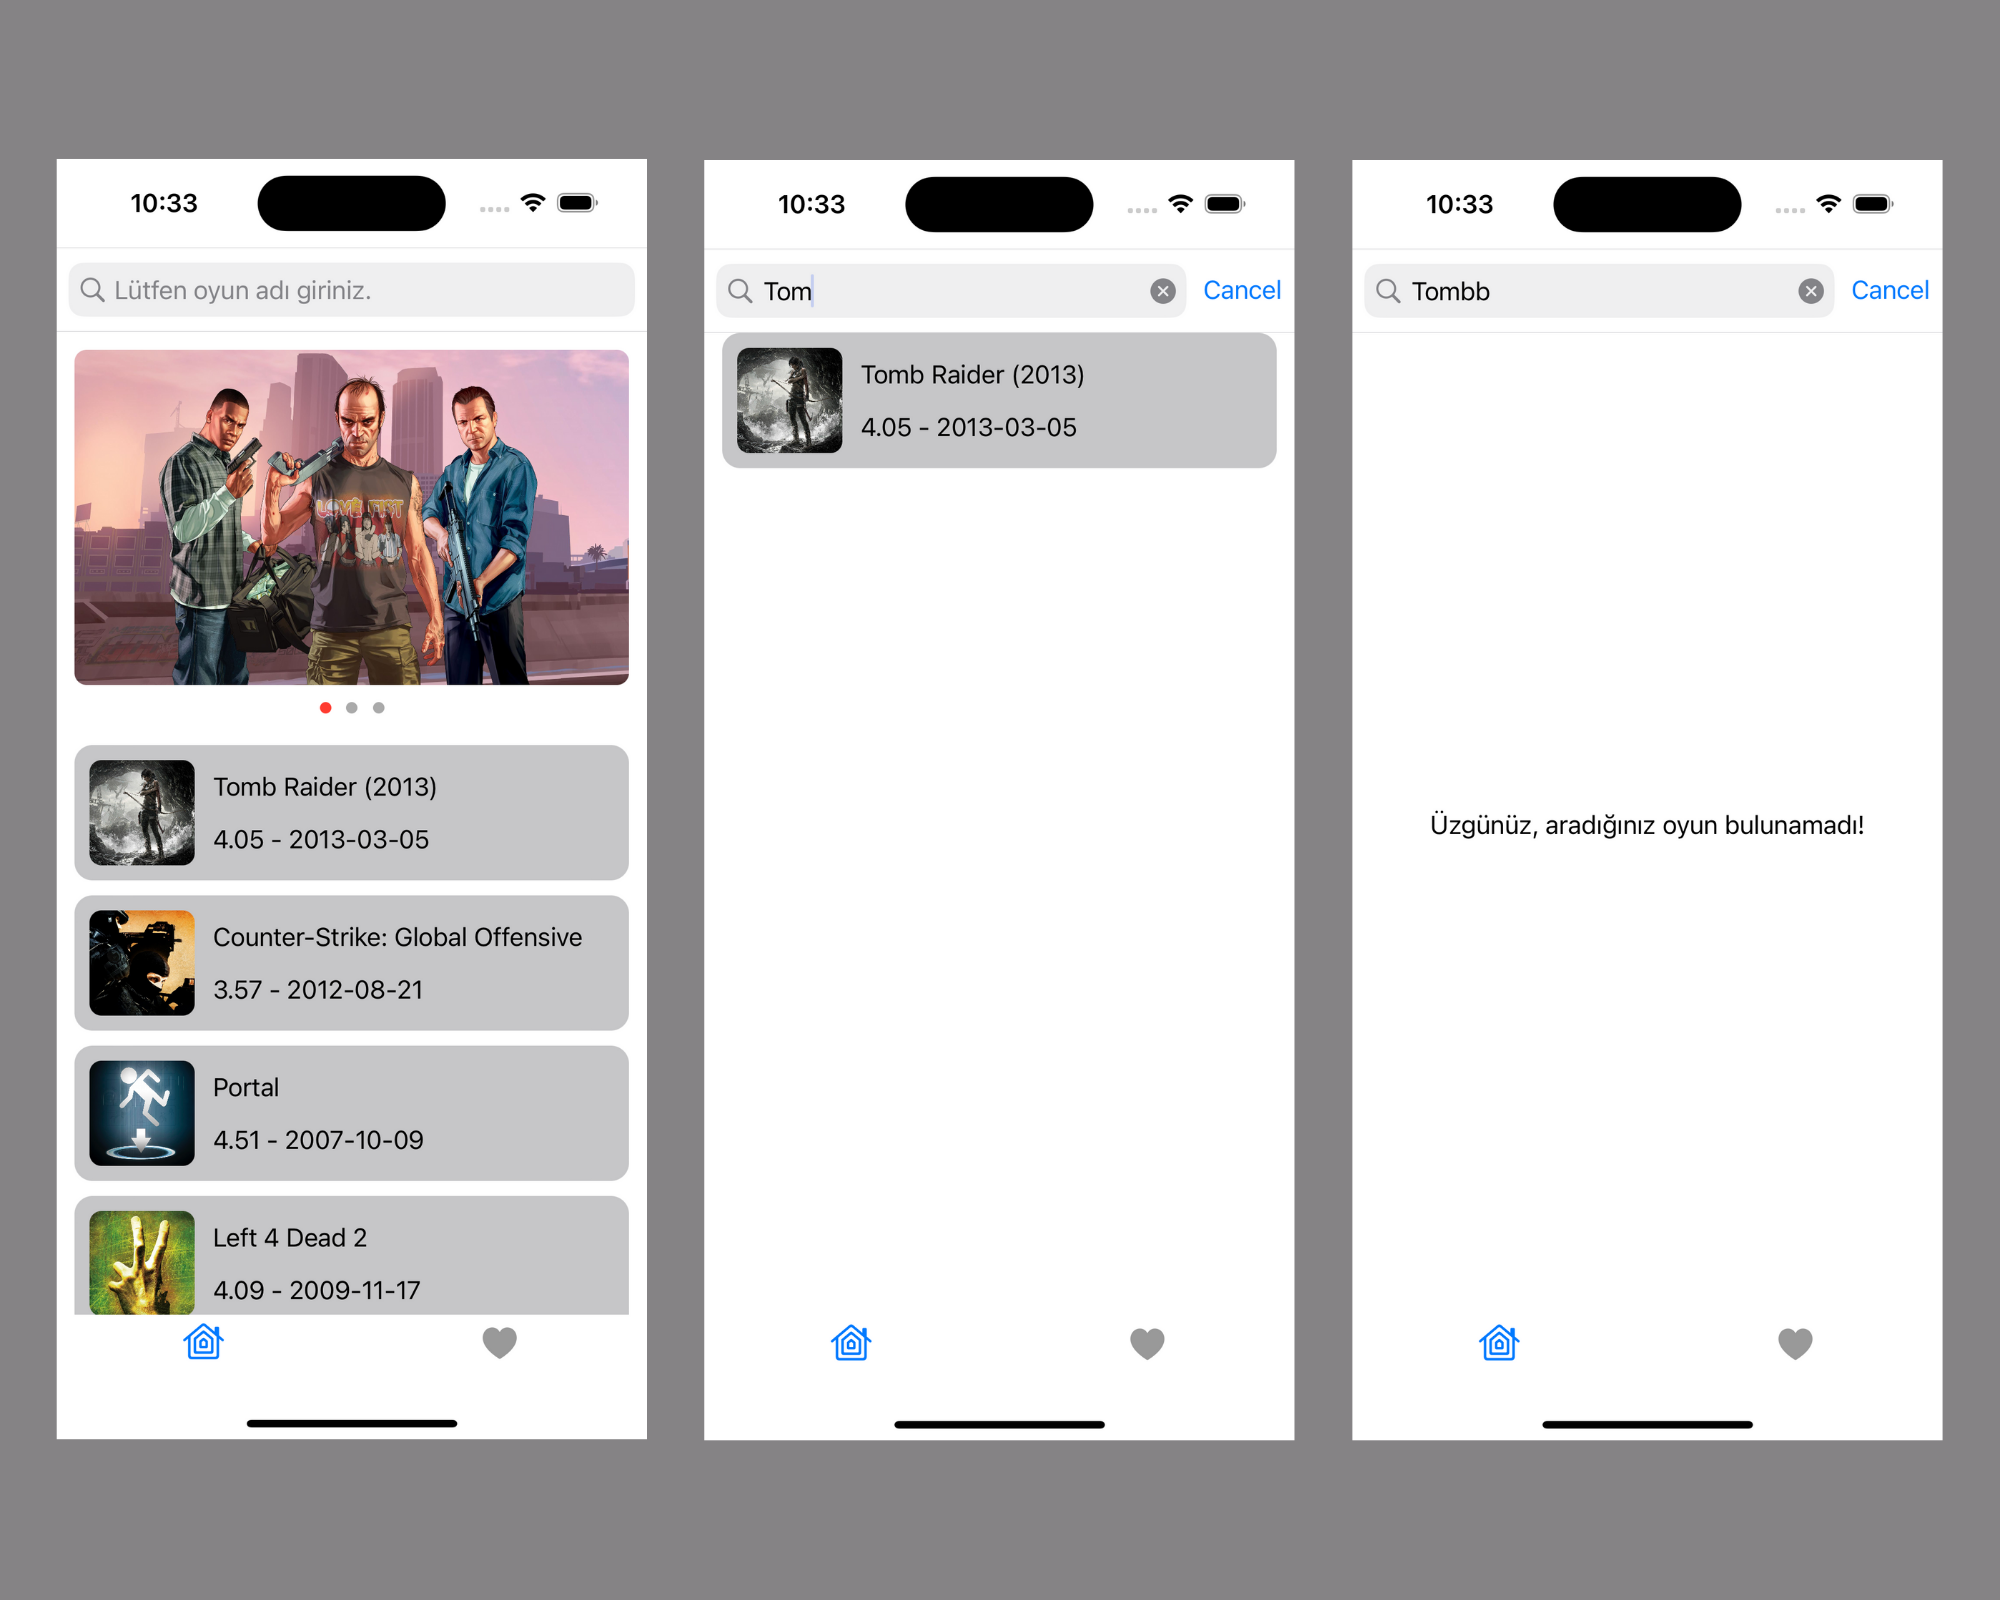 10:33
Lütfen oyun adı giriniz.
LOVE FIST
Tomb Raider (2013)
4.05 - 2013-03-05
Counter-Strike: Global Offensive
3.57 - 2012-08-21
Portal
4.51 - 2007-10-09
Left 4 Dead 2
4.09 - 2009-11-17
10:33
Tom
Cancel
Tomb Raider (2013)
4.05 - 2013-03-05
10:33
Tombb
Cancel
Üzgünüz, aradığınız oyun bulunamadı!